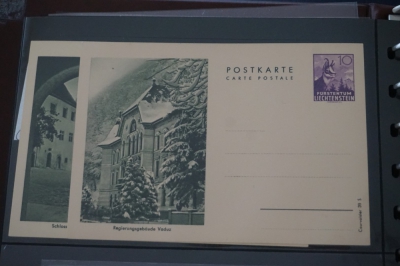 POSTKARTE
CARTE POSTALE
10
FÜRSTENTUM
LIECHTENSTEIN
Schloss
Regierungsgebäude Vaduz